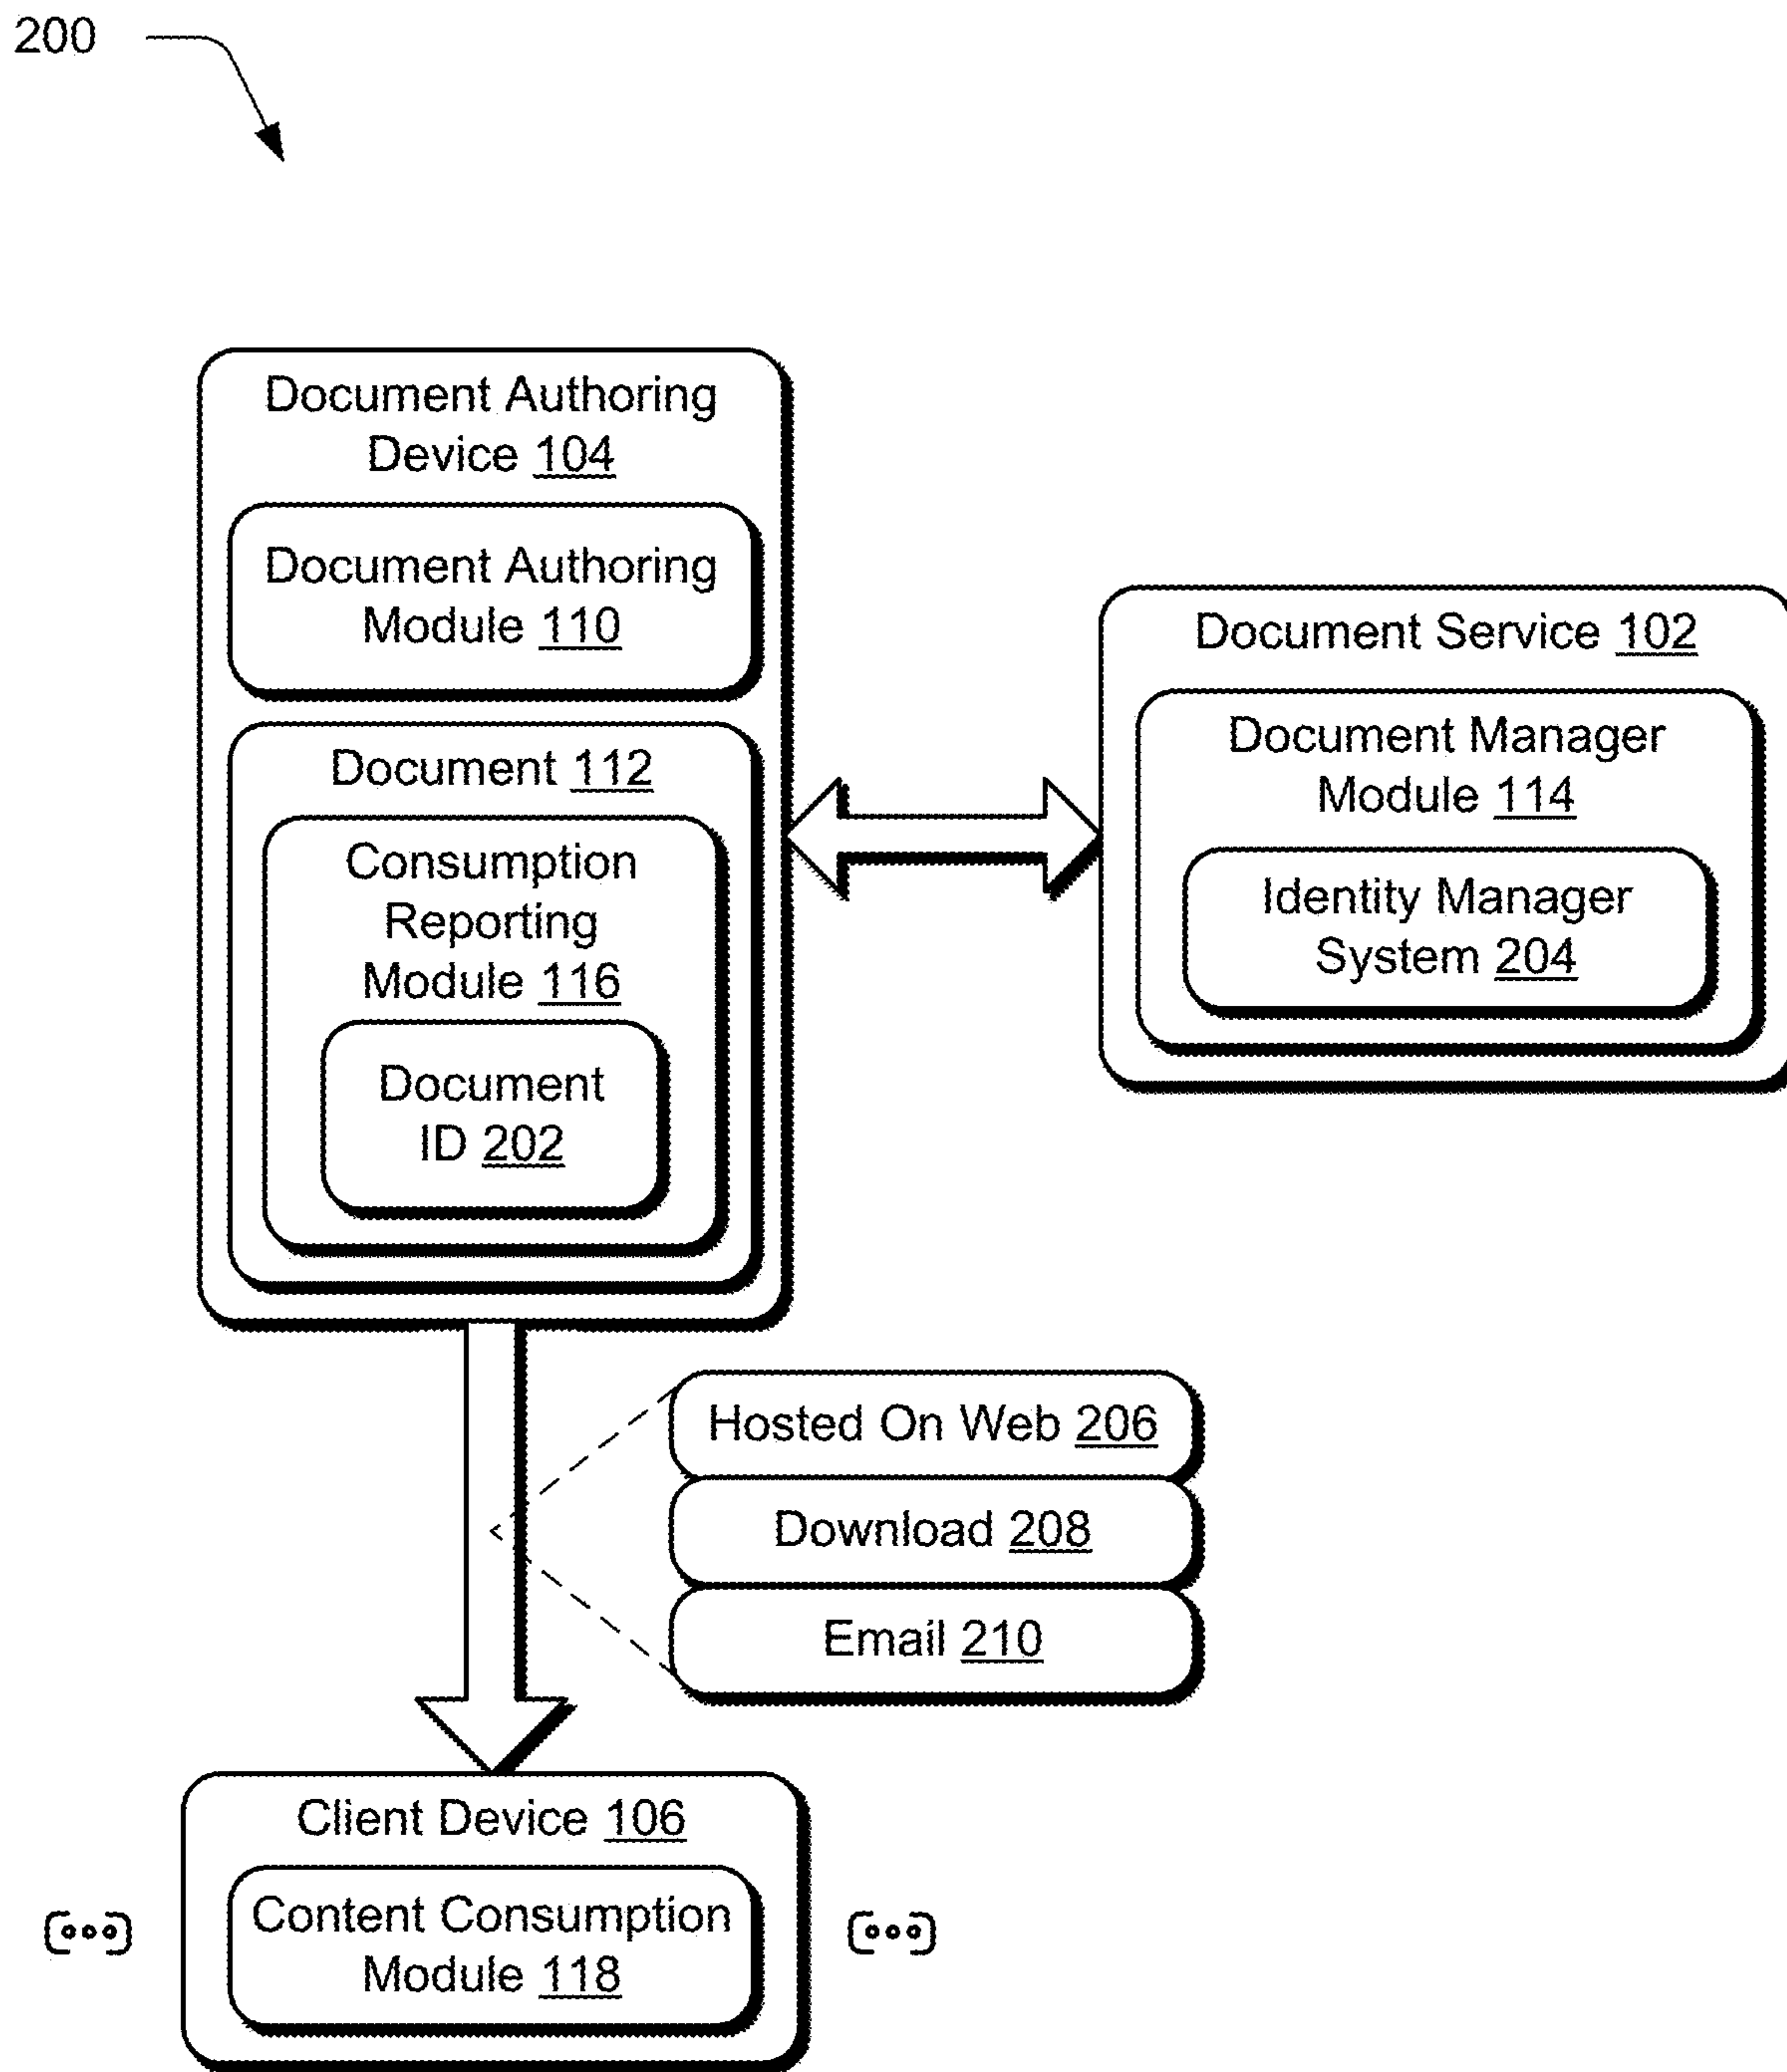 200
Document Authoring
Device 104
Document Authoring
Module 110
Document 112
Consumption
Reporting
Module 116
Document
ID 202
Document Service 102
Document Manager
Module 114
Identity Manager
System 204
Hosted On Web 206
Download 208
Email 210
Client Device 106
Content Consumption
Module 118